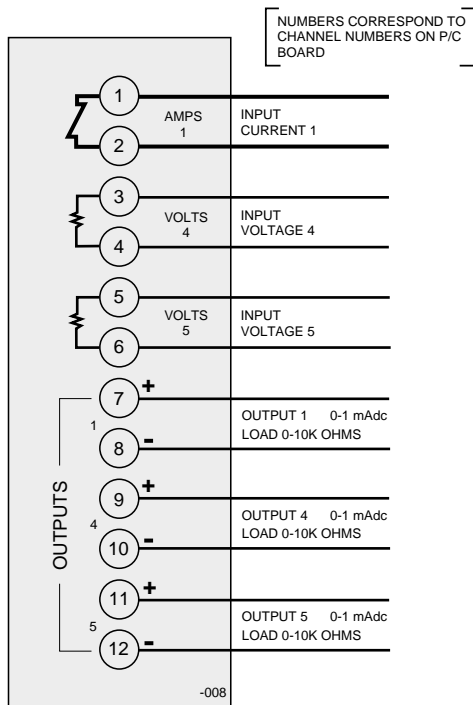 NUMBERS CORRESPOND TO
CHANNEL NUMBERS ON P/C
BOARD
1
2
AMPS
1
INPUT
CURRENT 1
3
4
VOLTS
4
INPUT
VOLTAGE 4
5
6
VOLTS
5
INPUT
VOLTAGE 5
OUTPUTS
7 +
1
8 -
OUTPUT 1 0-1 mAdc
LOAD 0-10K OHMS
9 +
4
10 -
OUTPUT 4 0-1 mAdc
LOAD 0-10K OHMS
11 +
5
12 -
OUTPUT 5 0-1 mAdc
LOAD 0-10K OHMS
-008